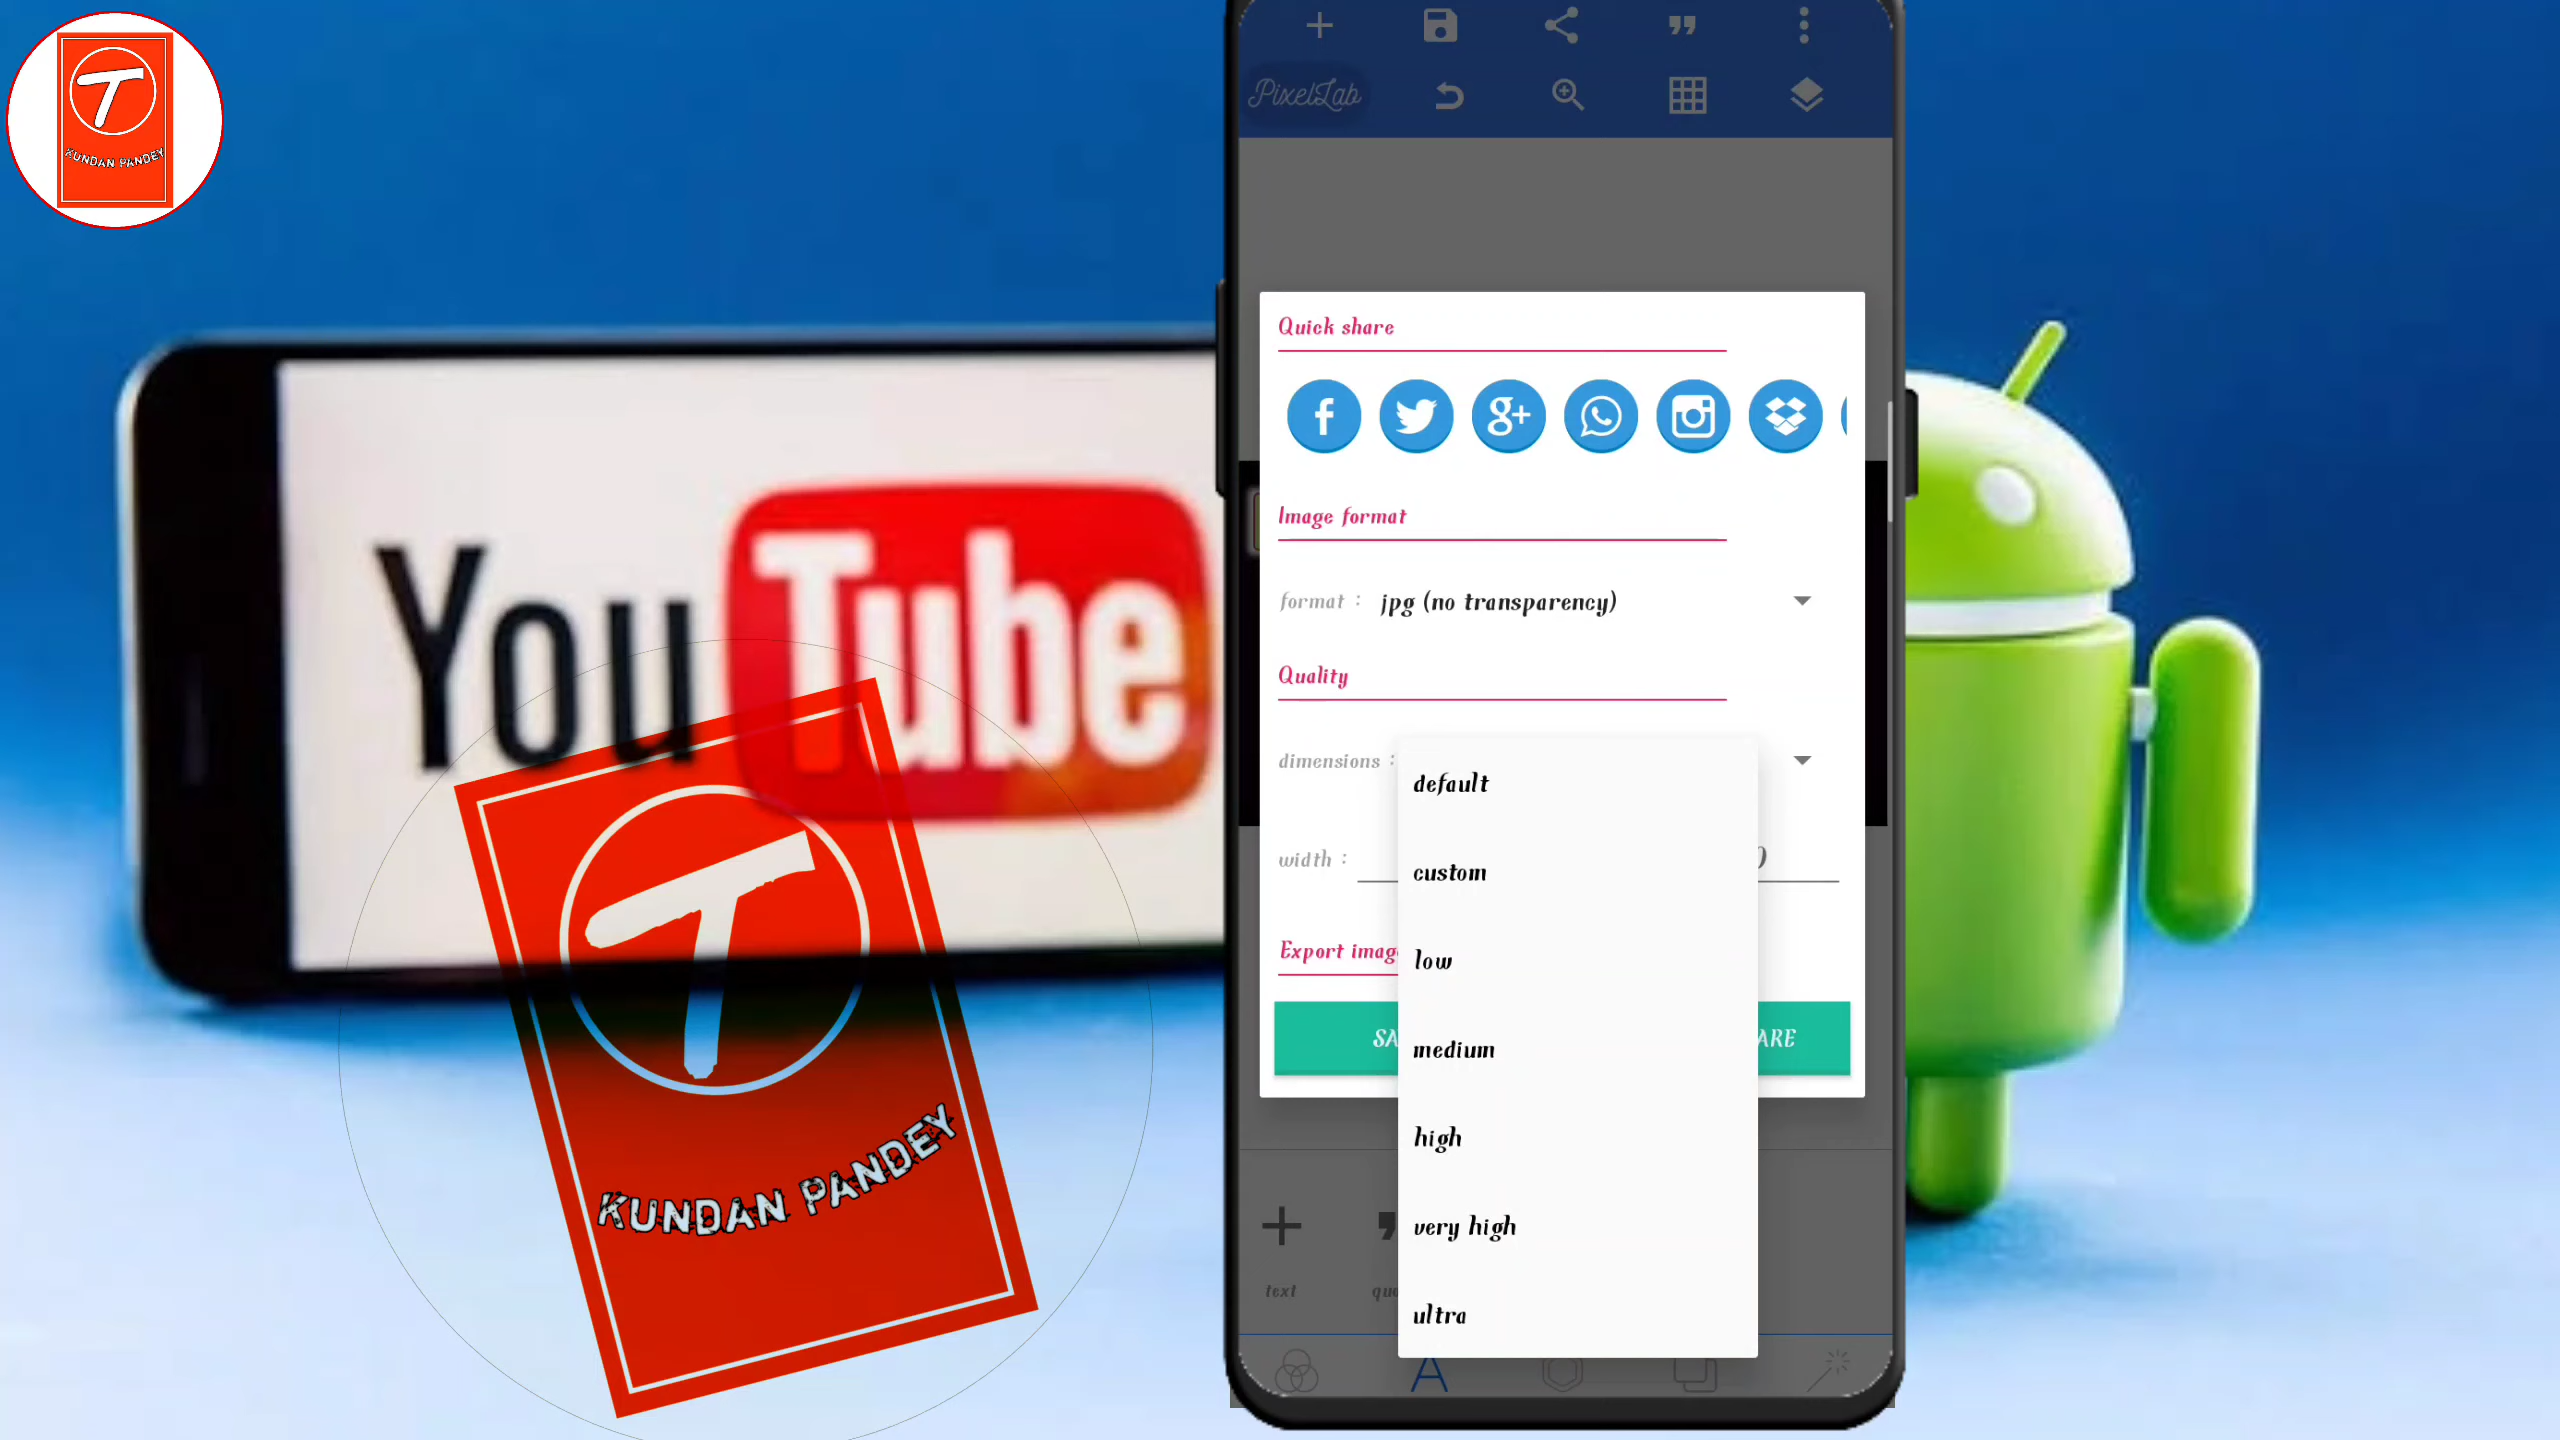 T
KUNDAN PANDEY
YouTube
T
KUNDAN PANDEY
PixelLab
Quick share
f
g+
Image format
format : jpg (no transparency)
Quality
dimensions :
default
custom
width :
low
Export imag
medium
SA
ARE
high
very high
ultra
text
quo
A